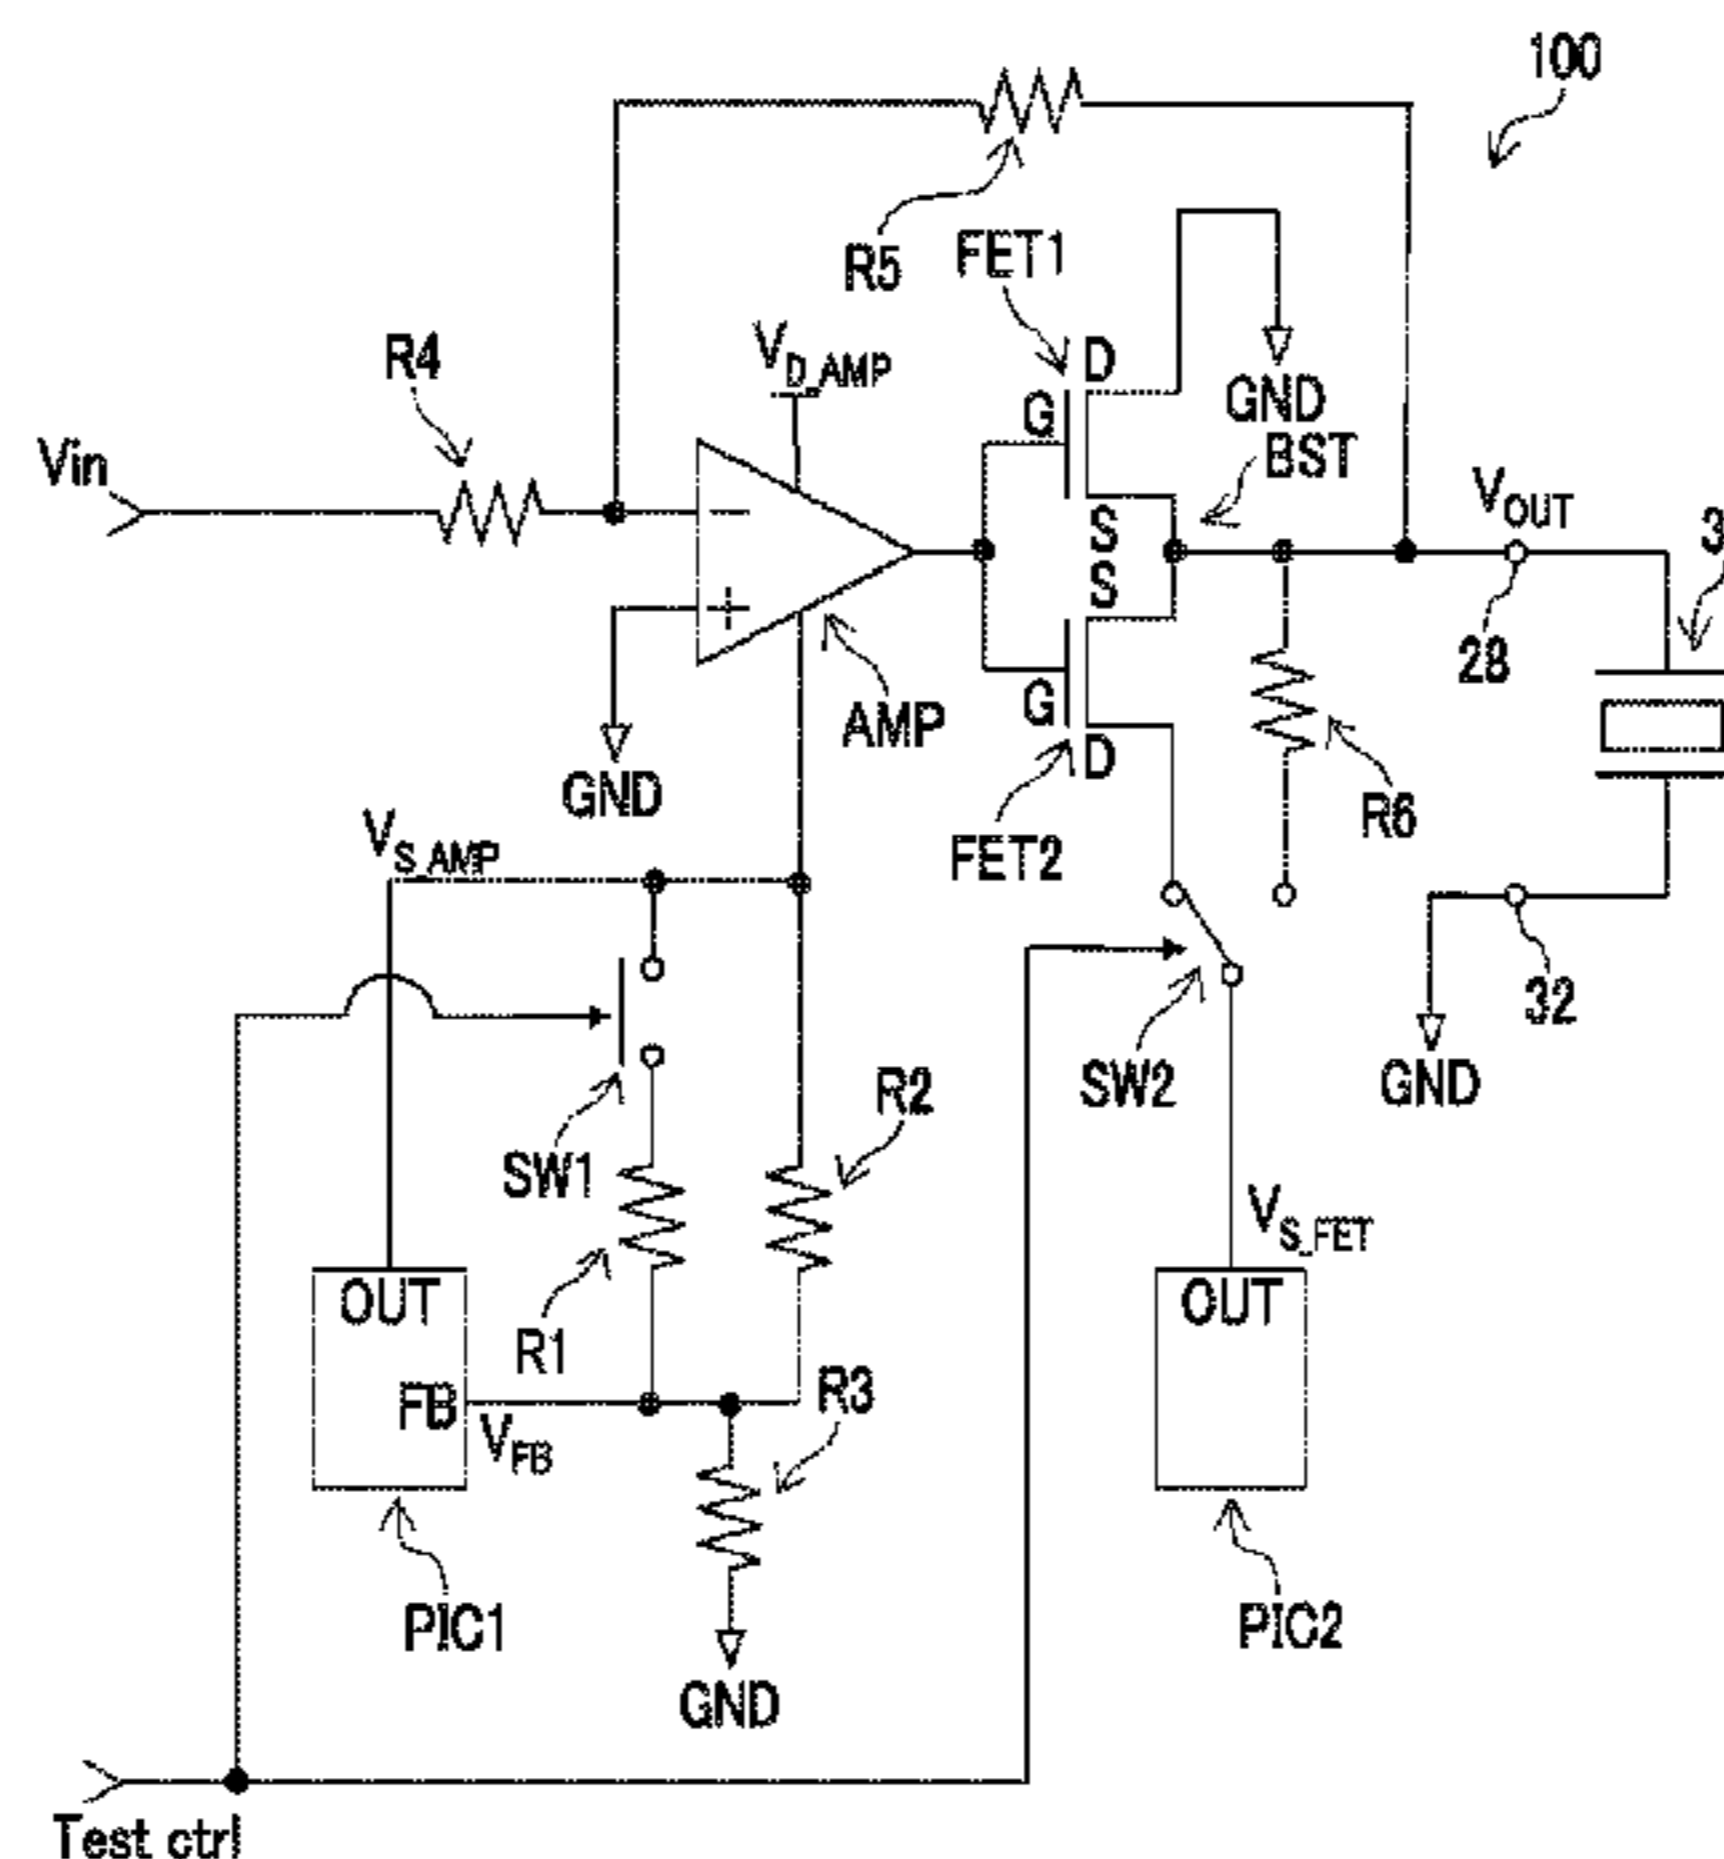 100
R5
FET1
D
G
GND
R4
V_D_AMP
Vin
BST
V_OUT
S
3
−
S
28
+
G
AMP
D
GND
R6
V_S_AMP
FET2
32
SW2
GND
R2
SW1
V_S_FET
OUT
OUT
R1
R3
FB
V_FB
PIC1
PIC2
GND
Test ctrl